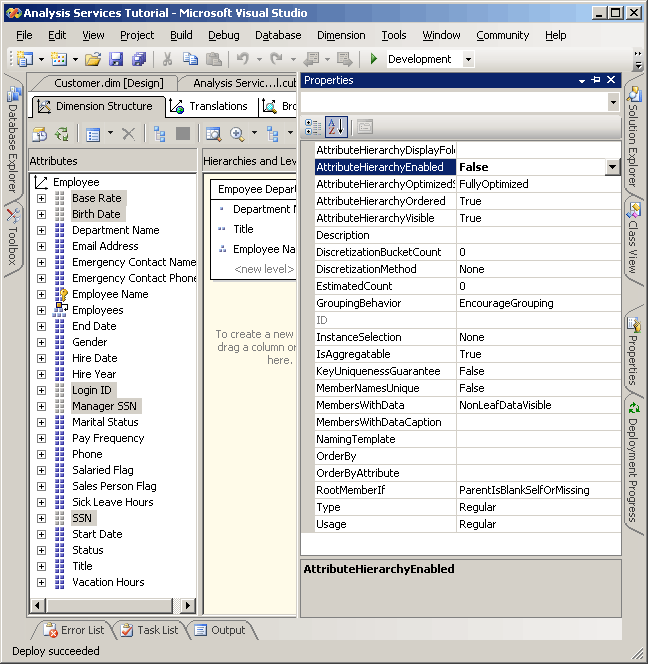 Analysis Services Tutorial - Microsoft Visual Studio
File Edit View Project Build Debug Database Dimension Tools Window Community Help
Development
Customer.dim [Design] Analysis Servic...l.cub
Dimension Structure Translations Bro
Attributes
Employee
Base Rate
Birth Date
Department Name
Email Address
Emergency Contact Name
Emergency Contact Phone
Employee Name
Employees
End Date
Gender
Hire Date
Hire Year
Login ID
Manager SSN
Marital Status
Pay Frequency
Phone
Salaried Flag
Sales Person Flag
Sick Leave Hours
SSN
Start Date
Status
Title
Vacation Hours
Hierarchies and Leve
Empoyee Depar
Department N
Title
Employee Na
<new level>
To create a new
drag a column or
here.
Properties
AttributeHierarchyDisplayFol
AttributeHierarchyEnabled False
AttributeHierarchyOptimizedS FullyOptimized
AttributeHierarchyOrdered True
AttributeHierarchyVisible True
Description
DiscretizationBucketCount 0
DiscretizationMethod None
EstimatedCount 0
GroupingBehavior EncourageGrouping
ID
InstanceSelection None
IsAggregatable True
KeyUniquenessGuarantee False
MemberNamesUnique False
MembersWithData NonLeafDataVisible
MembersWithDataCaption
NamingTemplate
OrderBy
OrderByAttribute
RootMemberIf ParentIsBlankSelfOrMissing
Type Regular
Usage Regular
AttributeHierarchyEnabled
Database Explorer
Toolbox
Solution Explorer
Class View
Properties
Deployment Progress
Error List Task List Output
Deploy succeeded